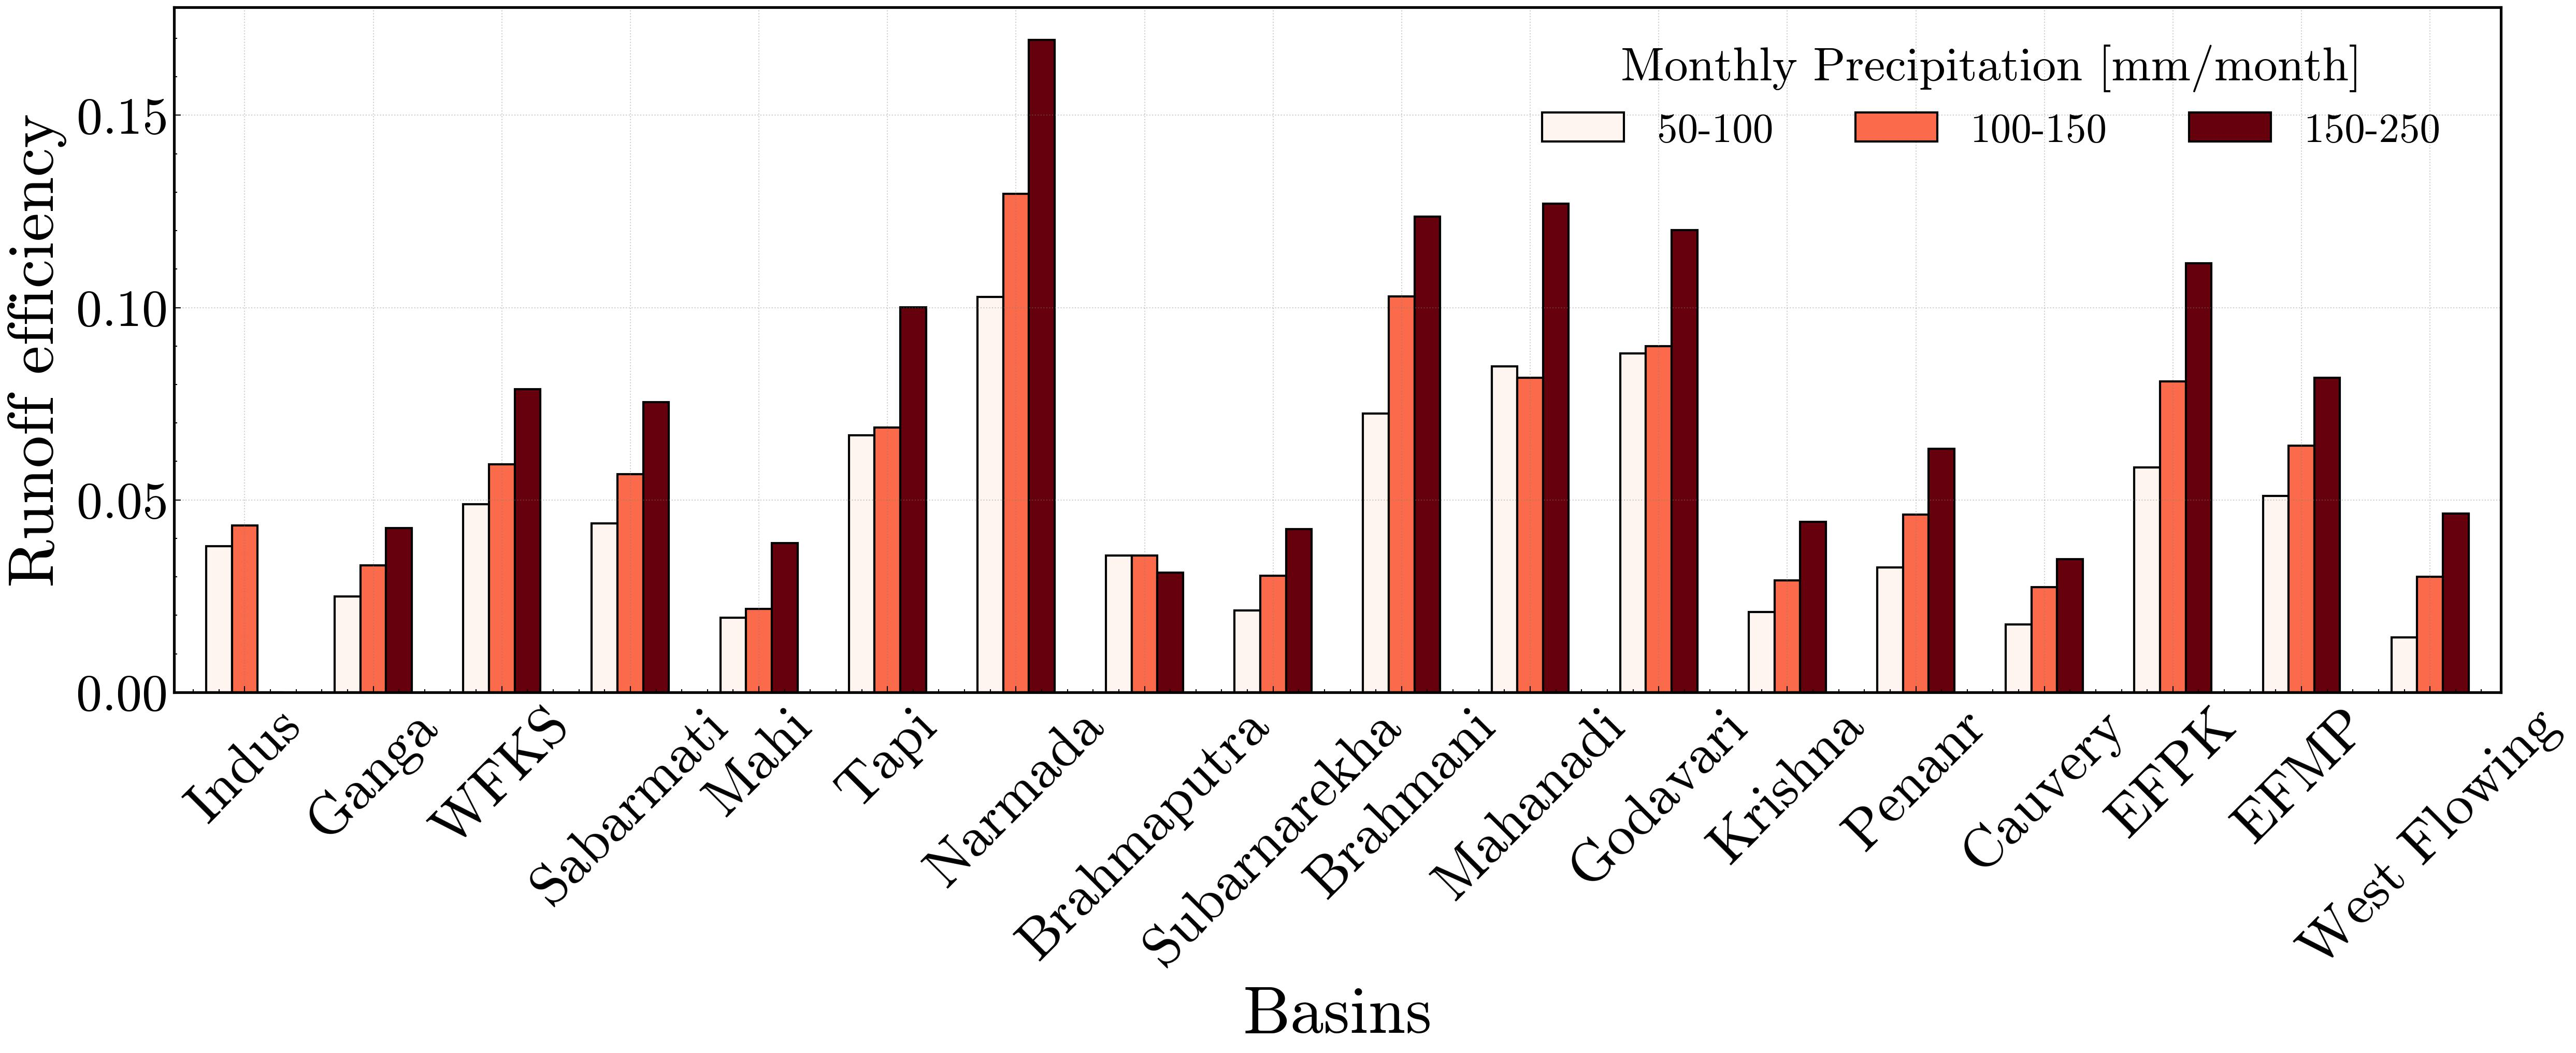 Monthly Precipitation [mm/month]
50-100 100-150 150-250
Runoff efficiency
0.15
0.10
0.05
0.00
Indus Ganga WFKS Sabarmati Mahi Tapi Narmada Brahmaputra Subarnarekha Brahmani Mahanadi Godavari Krishna Penanr Cauvery EFPK EFMP West Flowing
Basins